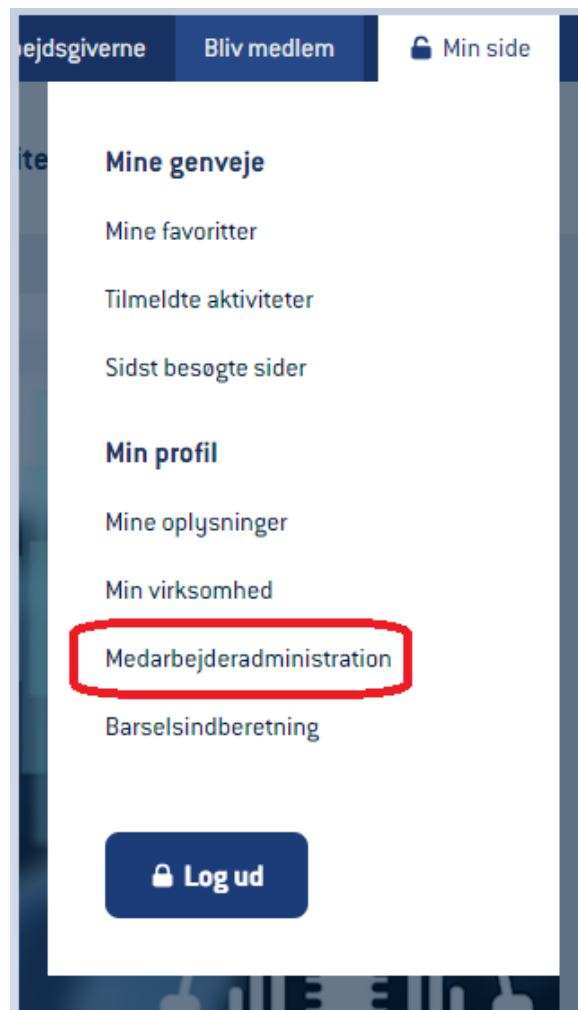 ejdsgiverne Bliv medlem Min side
ite
Mine genveje
Mine favoritter
Tilmeldte aktiviteter
Sidst besøgte sider
Min profil
Mine oplysninger
Min virksomhed
Medarbejderadministration
Barselsindberetning
Log ud